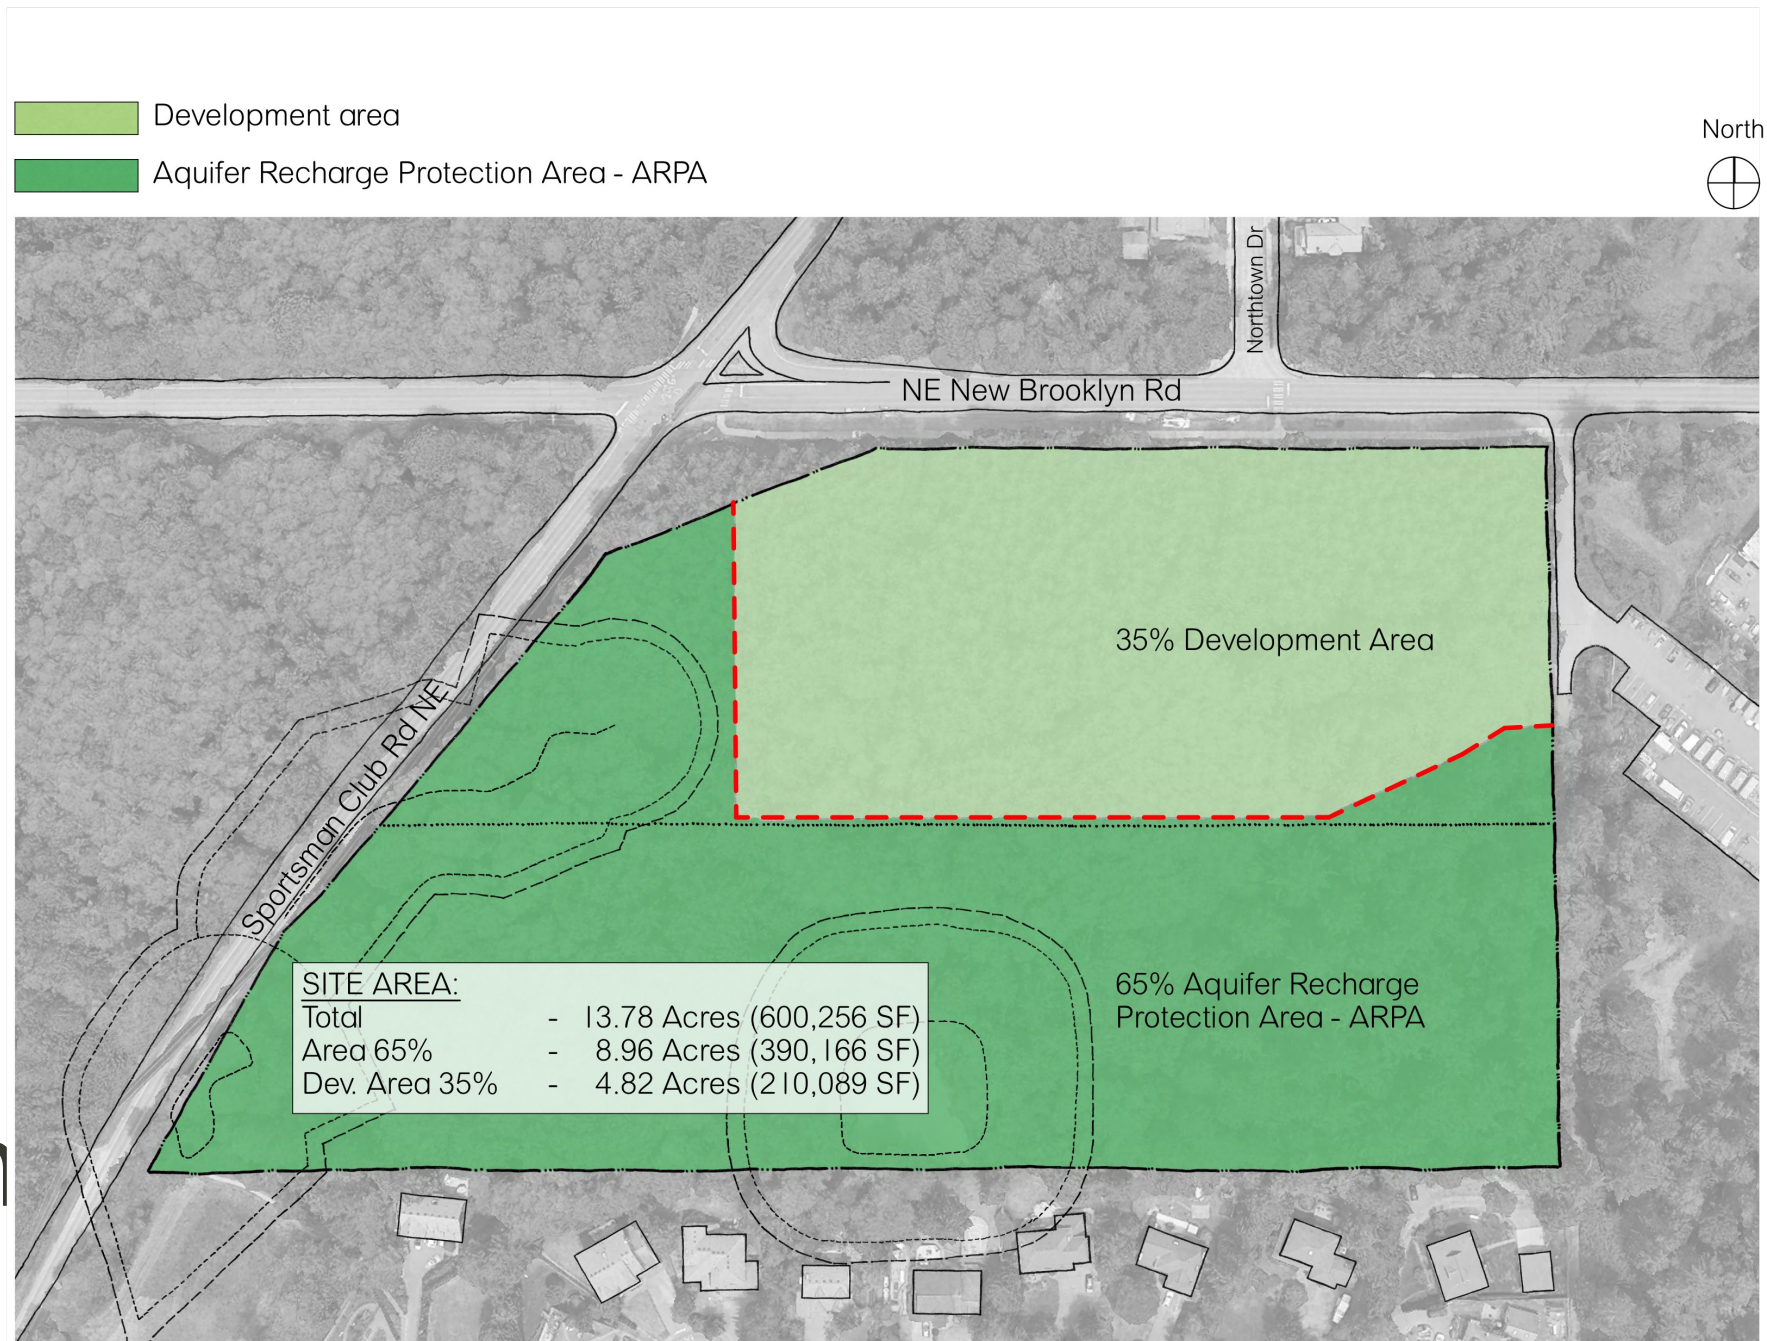 Development area
Aquifer Recharge Protection Area - ARPA
North
Northtown Dr
NE New Brooklyn Rd
35% Development Area
Sportsman Club Rd NE
SITE AREA:
Total - 13.78 Acres (600,256 SF)
Area 65% - 8.96 Acres (390,166 SF)
Dev. Area 35% - 4.82 Acres (210,089 SF)
65% Aquifer Recharge
Protection Area - ARPA